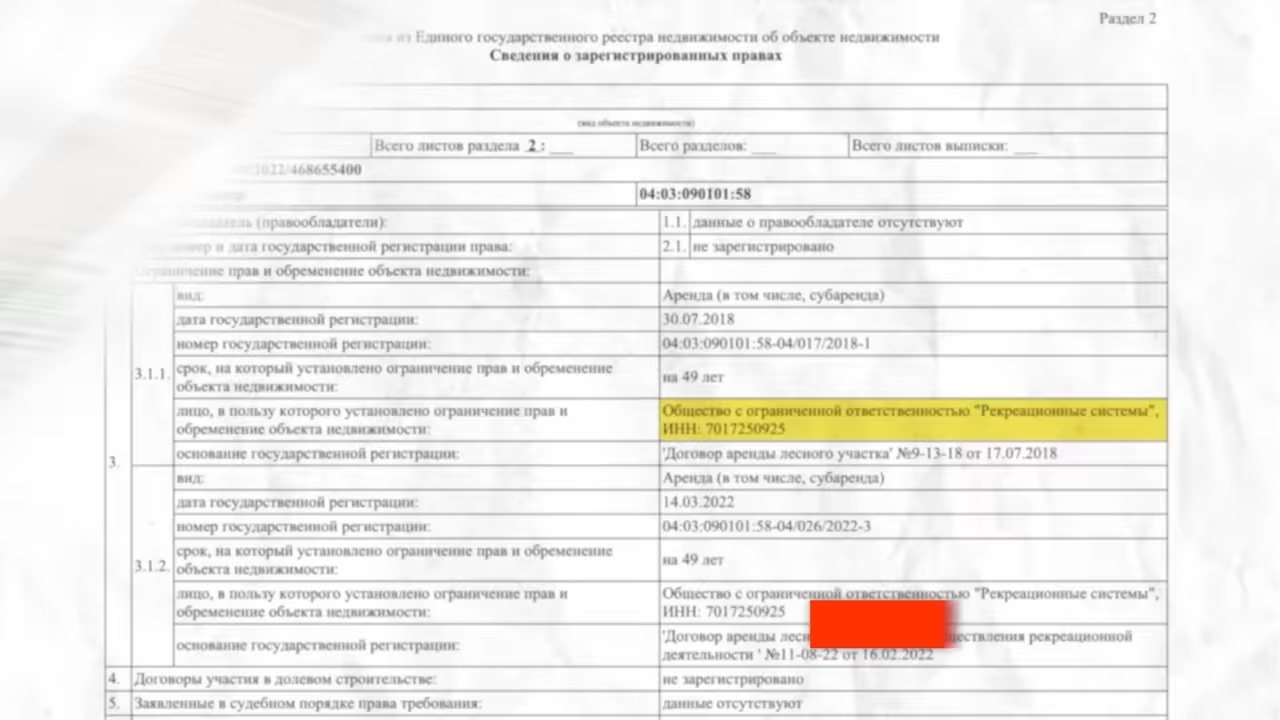 Раздел 2
из Единого государственного реестра недвижимости об объекте недвижимости
Сведения о зарегистрированных правах
(вид объекта недвижимости)
Всего листов раздела 2 : ___ Всего разделов: ___ Всего листов выписки: ___
2022/468655400
04:03:090101:58
(правообладатели): 1.1. данные о правообладателе отсутствуют
и дата государственной регистрации права: 2.1. не зарегистрировано
прав и обременение объекта недвижимости:
вид: Аренда (в том числе, субаренда)
дата государственной регистрации: 30.07.2018
номер государственной регистрации: 04:03:090101:58-04/017/2018-1
3.1.1. срок, на который установлено ограничение прав и обременение
объекта недвижимости: на 49 лет
лицо, в пользу которого установлено ограничение прав и
обременение объекта недвижимости:
Общество с ограниченной ответственностью "Рекреационные системы",
ИНН: 7017250925
3.
основание государственной регистрации: 'Договор аренды лесного участка' №9-13-18 от 17.07.2018
вид: Аренда (в том числе, субаренда)
дата государственной регистрации: 14.03.2022
номер государственной регистрации: 04:03:090101:58-04/026/2022-3
3.1.2. срок, на который установлено ограничение прав и обременение
объекта недвижимости: на 49 лет
лицо, в пользу которого установлено ограничение прав и
обременение объекта недвижимости:
Общество с ограниченной ответственностью "Рекреационные системы",
ИНН: 7017250925
основание государственной регистрации:
'Договор аренды рекреационной
деятельности ' №11-08-22 от 16.02.2022
4. Договоры участия в долевом строительстве: не зарегистрировано
5. Заявленные в судебном порядке права требования: данные отсутствуют